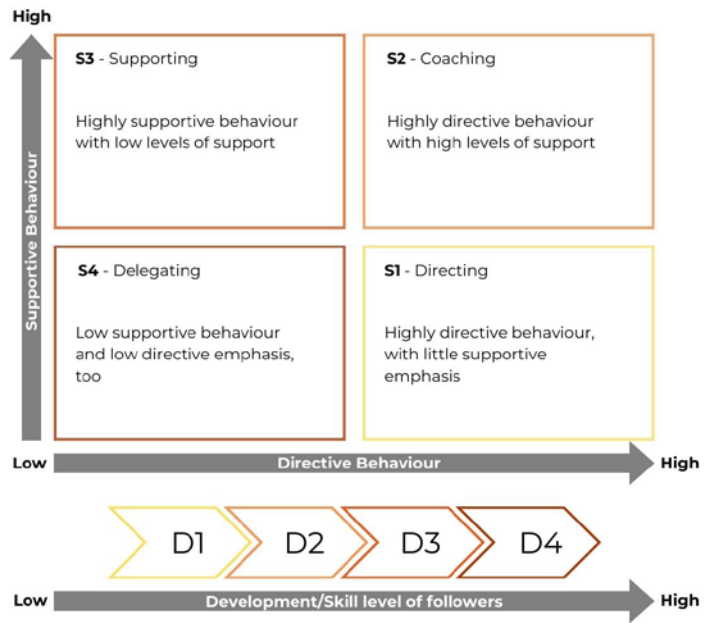 High
S3 - Supporting
Highly supportive behaviour
with low levels of support
S2 - Coaching
Highly directive behaviour
with high levels of support
Supportive Behaviour
S4 - Delegating
Low supportive behaviour
and low directive emphasis,
too
S1 - Directing
Highly directive behaviour,
with little supportive
emphasis
Low
Directive Behaviour
High
D1
D2
D3
D4
Low
Development/Skill level of followers
High